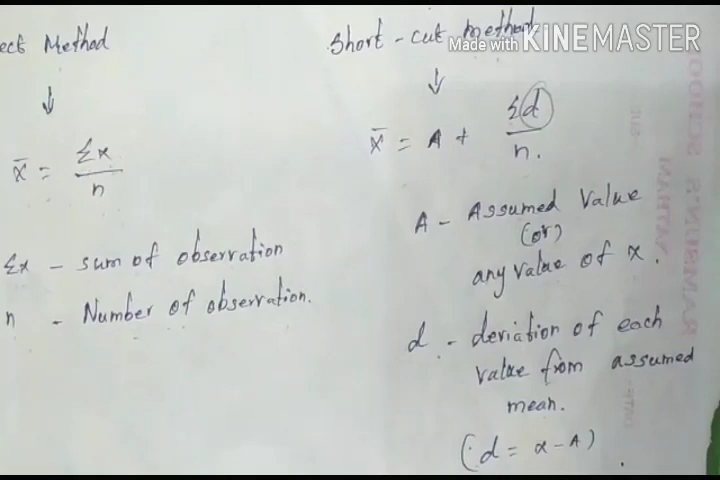 ect Method
↓
x̄ = Σx / n
Σx - sum of observation
n - Number of observation.
Short - cut method
↓
x̄ = A + Σd / n.
A - Assumed Value
(or)
any value of x.
d - deviation of each
value from assumed
mean.
(∵ d = x - A)
Made with KINEMASTER